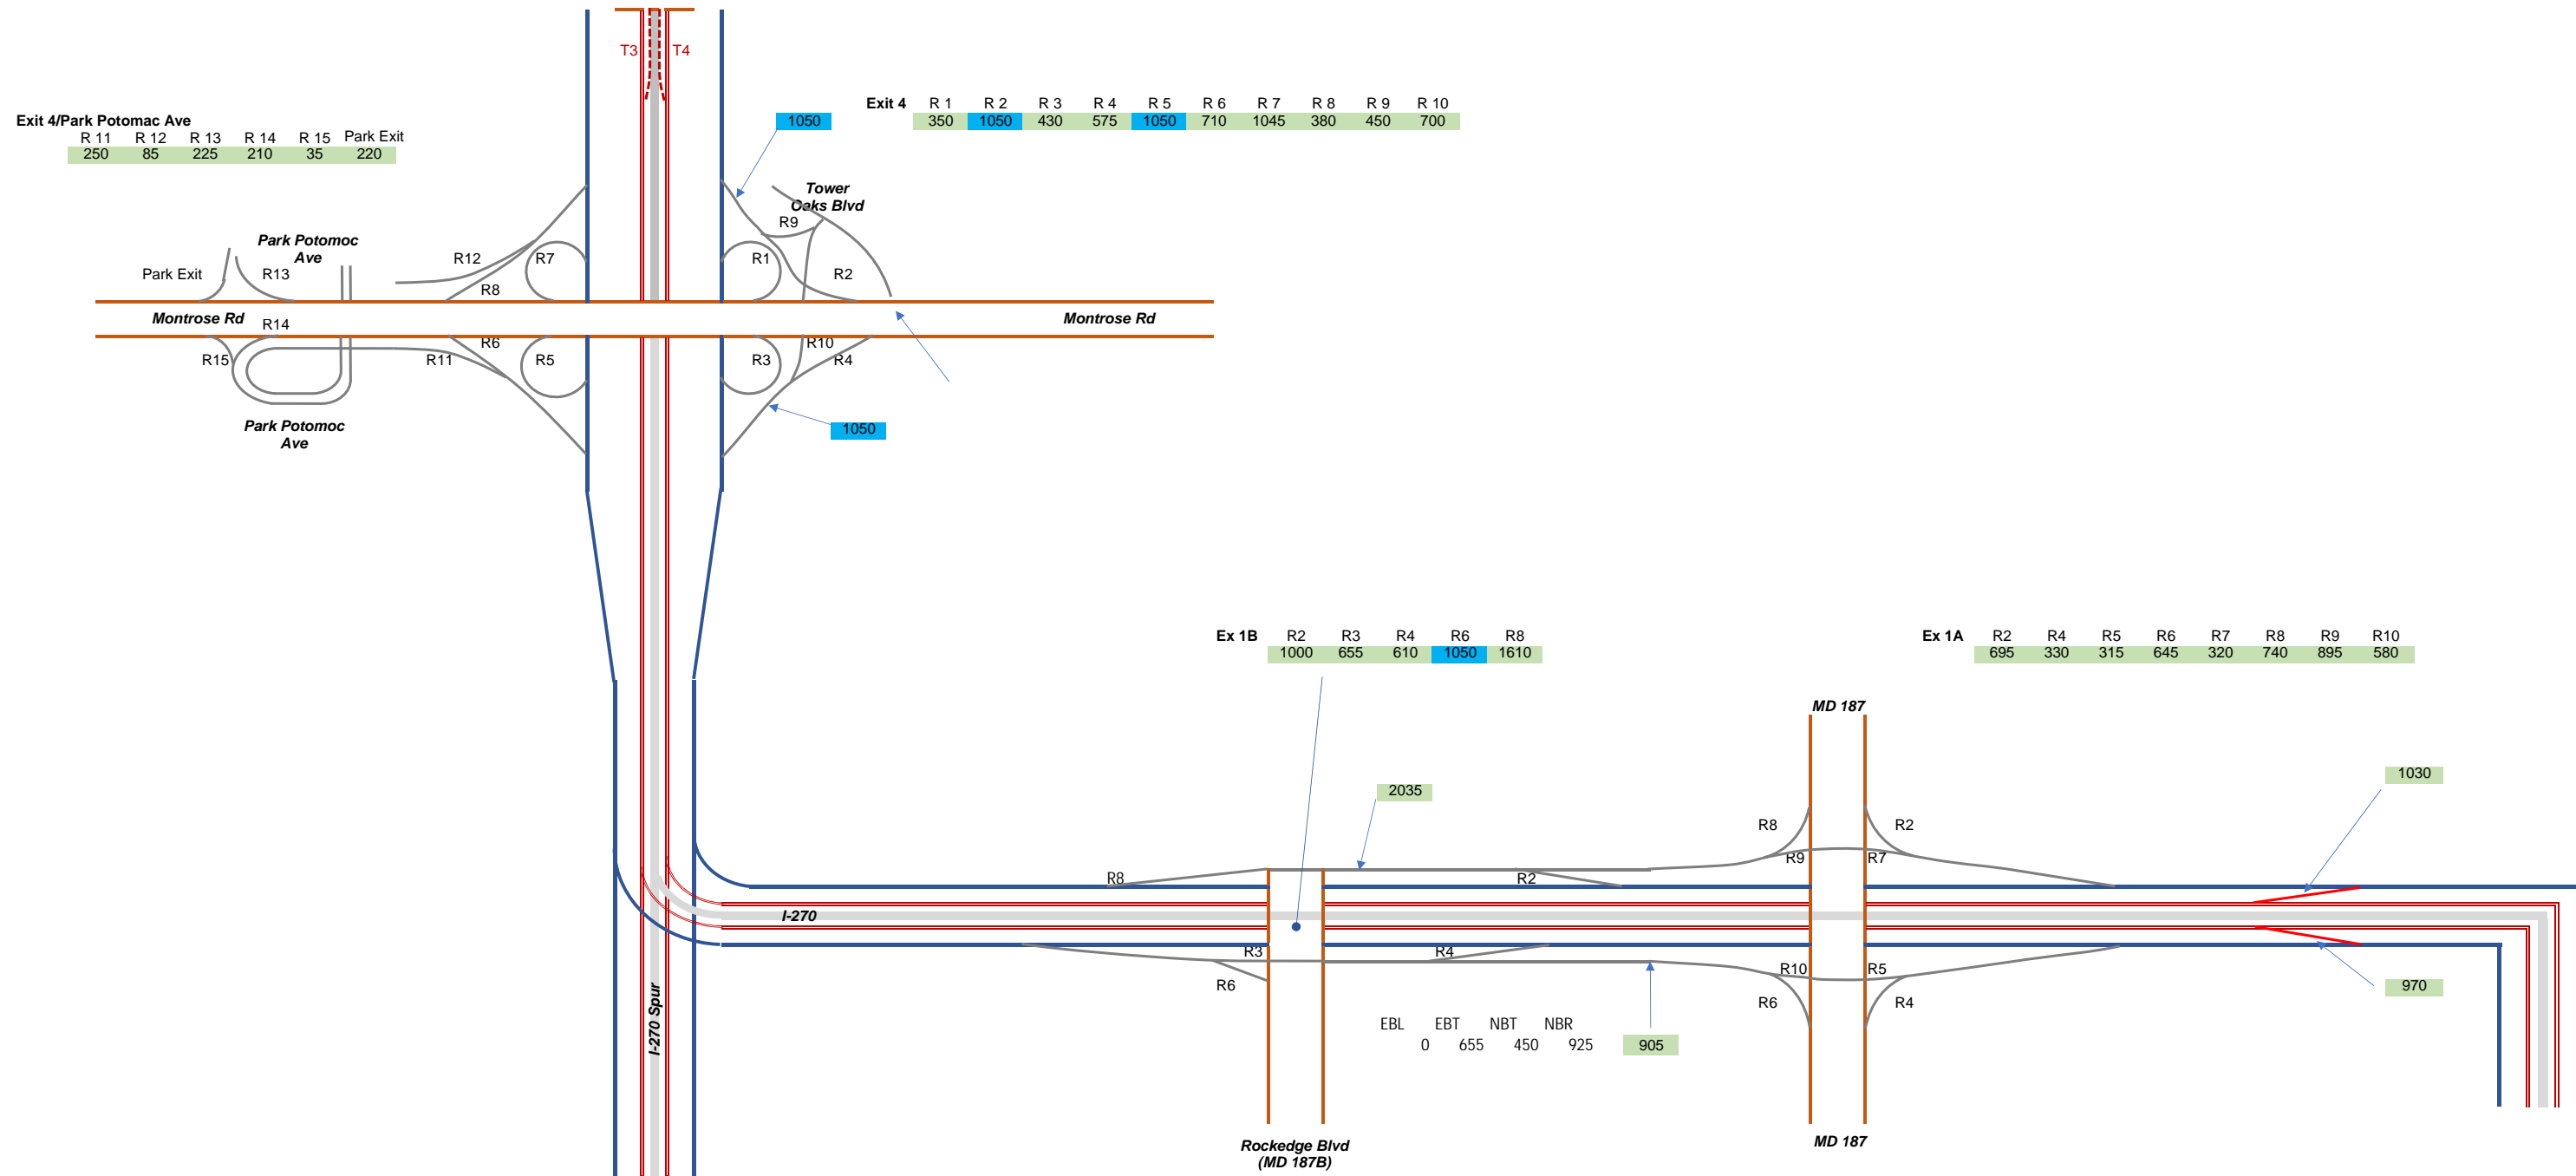 T3 T4
Exit 4 R 1 R 2 R 3 R 4 R 5 R 6 R 7 R 8 R 9 R 10
1050 350 1050 430 575 1050 710 1045 380 450 700
Exit 4/Park Potomac Ave
R 11 R 12 R 13 R 14 R 15 Park Exit
250 85 225 210 35 220
Tower
Oaks Blvd
R9
Park Potomoc
Ave
R12 R7 R1 R2
Park Exit R13
R8
Montrose Rd Montrose Rd
R14
R6 R10
R15 R11 R5 R3 R4
Park Potomoc
Ave
1050
Ex 1B R2 R3 R4 R6 R8
1000 655 610 1050 1610
Ex 1A R2 R4 R5 R6 R7 R8 R9 R10
695 330 315 645 320 740 895 580
MD 187
1030
2035
R8 R2
R9 R7
R8 R2
I-270
R3 R4
R10 R5
R6
970
R6 R4
I-270 Spur
EBL EBT NBT NBR
0 655 450 925 905
Rockedge Blvd
(MD 187B)
MD 187